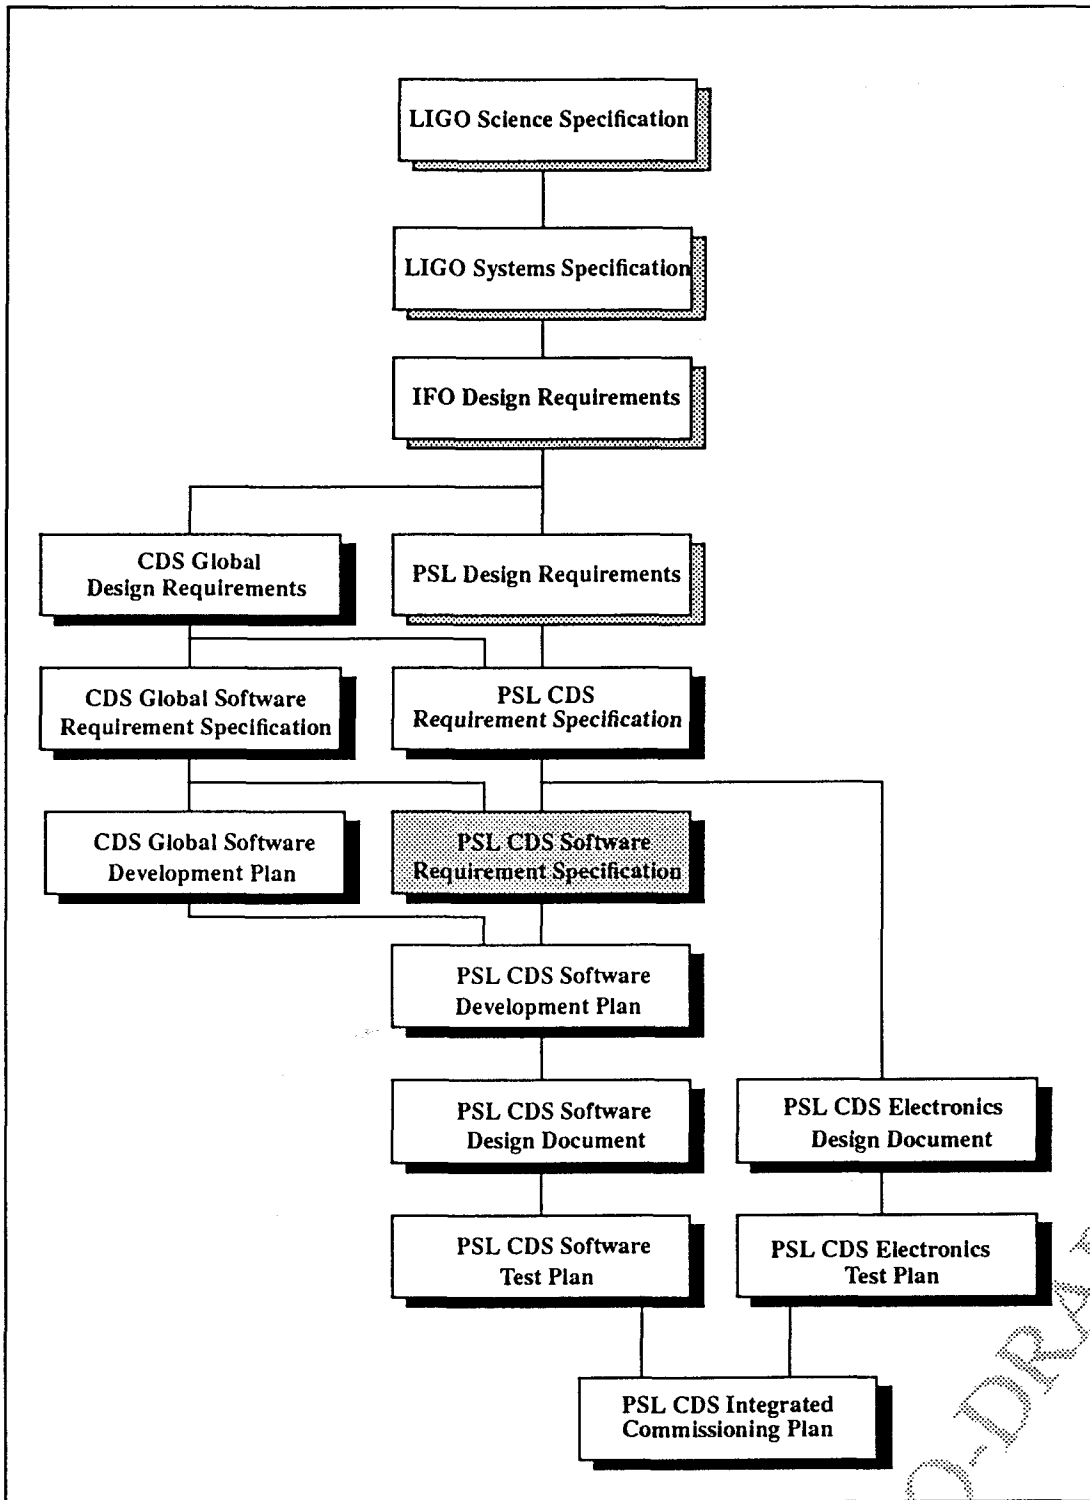 LIGO Science Specification
LIGO Systems Specification
IFO Design Requirements
CDS Global
Design Requirements
PSL Design Requirements
CDS Global Software
Requirement Specification
PSL CDS
Requirement Specification
CDS Global Software
Development Plan
PSL CDS Software
Requirement Specification
PSL CDS Software
Development Plan
PSL CDS Software
Design Document
PSL CDS Electronics
Design Document
PSL CDS Software
Test Plan
PSL CDS Electronics
Test Plan
PSL CDS Integrated
Commissioning Plan